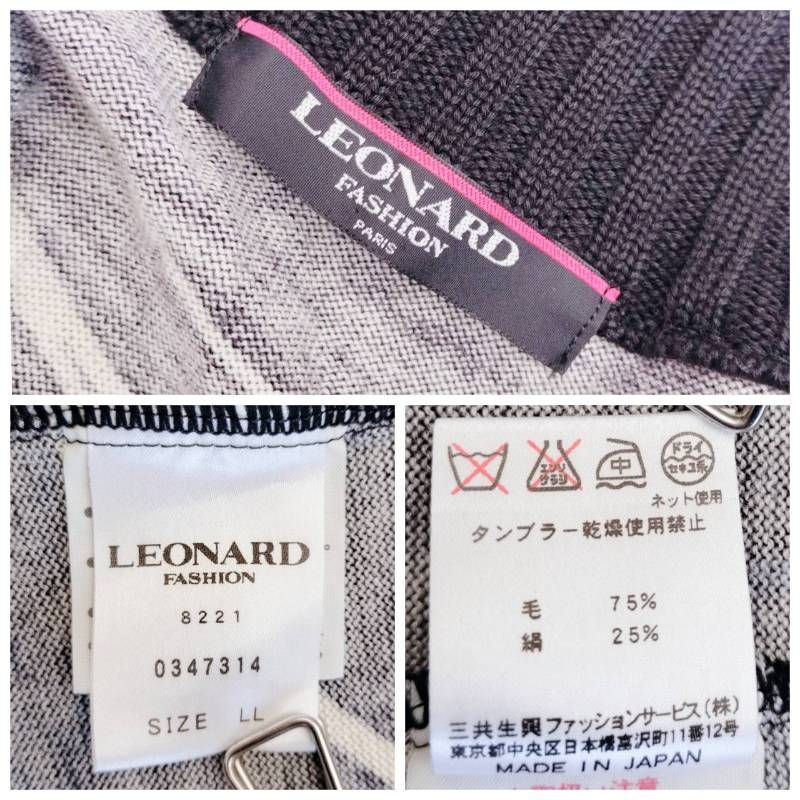 LEONARD
FASHION
PARIS
LEONARD
FASHION
8221
0347314
SIZE LL
エンソサラシ
中
ドライ
セキユ系
ネット使用
タンブラー乾燥使用禁止
毛 75%
絹 25%
三共生興ファッションサービス(株)
東京都中央区日本橋富沢町11番12号
MADE IN JAPAN